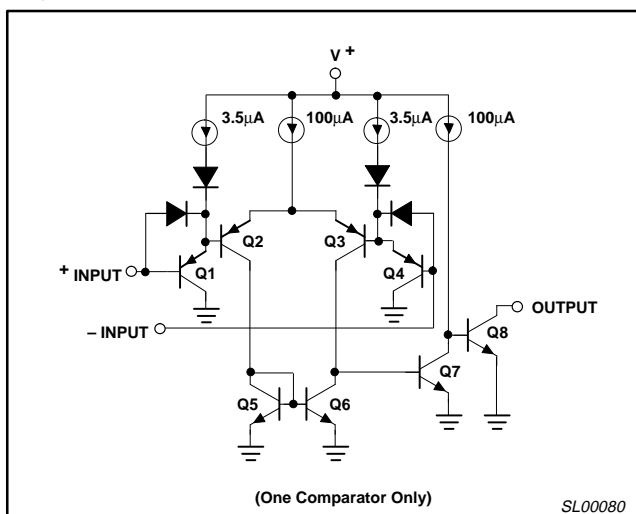 V +
3.5μA 100μA 3.5μA 100μA
Q2 Q3
+ INPUT Q1 Q4 OUTPUT
– INPUT Q8
Q7
Q5 Q6
(One Comparator Only)
SL00080